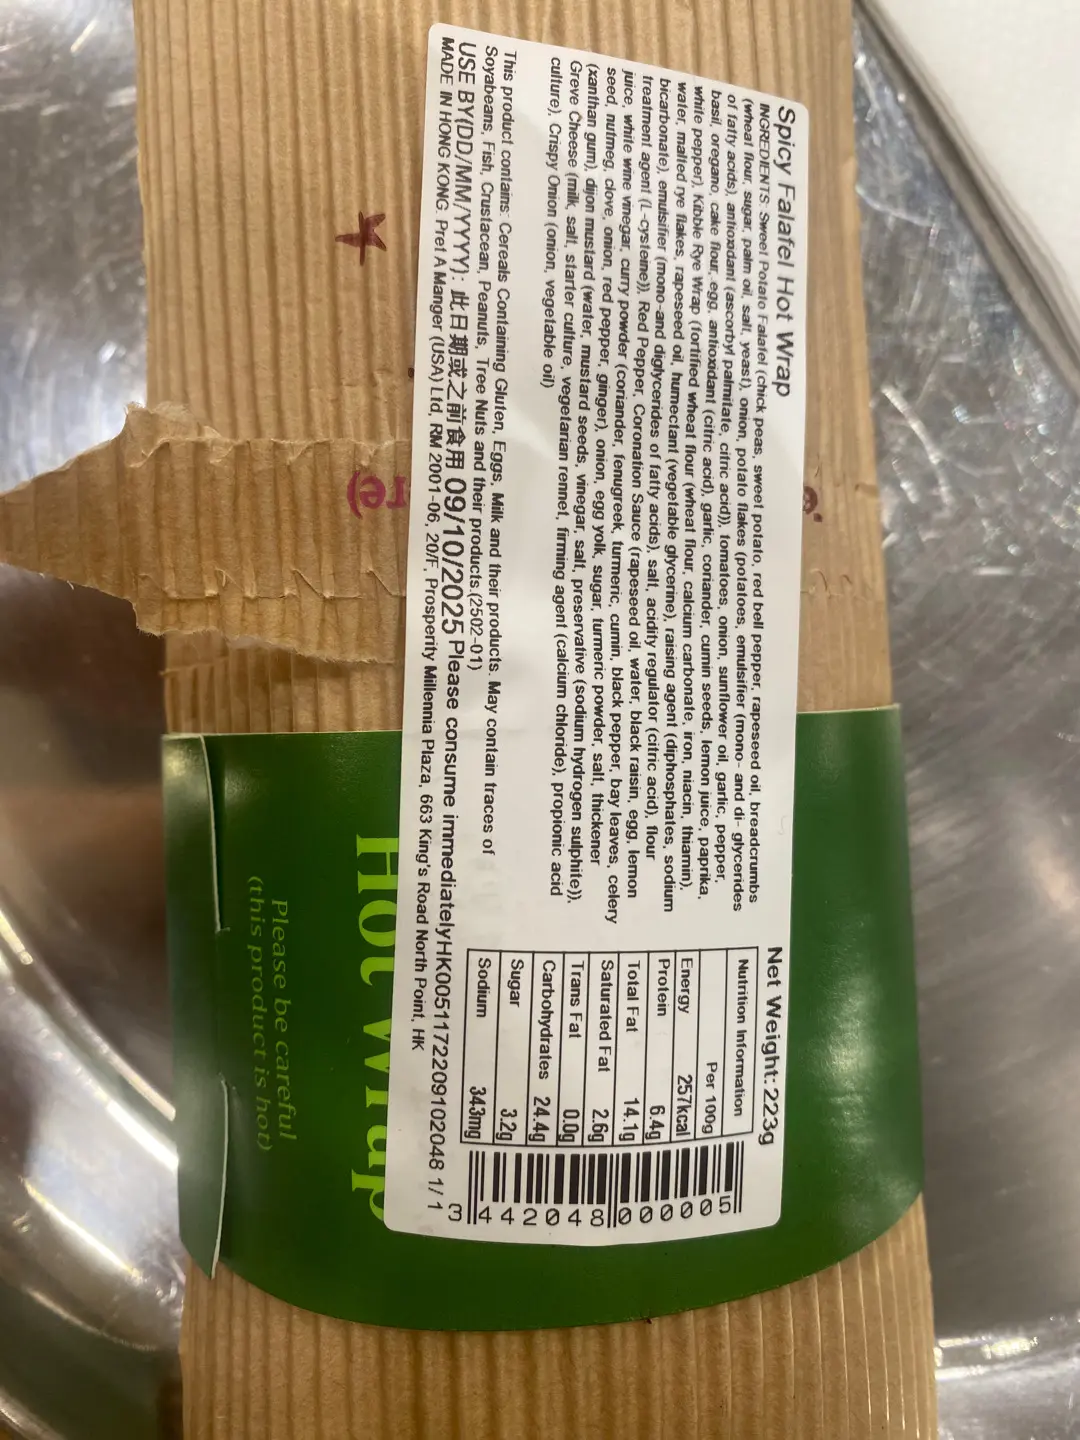 Spicy Falafel Hot Wrap
INGREDIENTS: Sweet Potato Falafel (chick peas, sweet potato, red bell pepper, rapeseed oil, breadcrumbs
(wheat flour, sugar, palm oil, salt, yeast), onion, potato flakes (potatoes, emulsifier (mono- and di- glycerides
of fatty acids), antioxidant (ascorbyl palmitate, citric acid)), tomatoes, onion, sunflower oil, garlic, pepper,
basil, oregano, cake flour, egg, antioxidant (citric acid), garlic, coriander, cumin seeds, lemon juice, paprika,
white pepper), Kibble Rye Wrap (fortified wheat flour (wheat flour, calcium carbonate, iron, niacin, thiamin),
water, malted rye flakes, rapeseed oil, humectant (vegetable glycerine), raising agent (diphosphates, sodium
bicarbonate), emulsifier (mono-and diglycerides of fatty acids), salt, acidity regulator (citric acid), flour
treatment agent (L-cysteine)), Red Pepper, Coronation Sauce (rapeseed oil, water, black raisin, egg, lemon
juice, white wine vinegar, curry powder (coriander, fenugreek, turmeric, cumin, black pepper, bay leaves, celery
seed, nutmeg, clove, onion, red pepper, ginger), onion, egg yolk, sugar, turmeric powder, salt, thickener
(xanthan gum), dijon mustard (water, mustard seeds, vinegar, salt, preservative (sodium hydrogen sulphite)),
Greve Cheese (milk, salt, starter culture, vegetarian rennet, firming agent (calcium chloride), propionic acid
culture), Crispy Onion (onion, vegetable oil)
This product contains: Cereals Containing Gluten, Eggs, Milk and their products. May contain traces of
Soyabeans, Fish, Crustacean, Peanuts, Tree Nuts and their products.(2502-01)
USE BY(DD/MM/YYYY): 此日期或之前食用 09/10/2025 Please consume immediatelyHK0051172209102048 1/ 1
MADE IN HONG KONG. Pret A Manger (USA) Ltd, RM 2001-06, 20/F, Prosperity Millennia Plaza, 663 King's Road North Point, HK
Net Weight: 223g
Nutrition Information
Per 100g
Energy 257kcal
Protein 6.4g
Total Fat 14.1g
Saturated Fat 2.6g
Trans Fat 0.0g
Carbohydrates 24.4g
Sugar 3.2g
Sodium 343mg
5000008402443
Hot Wrap
Please be careful
(this product is hot)
re)